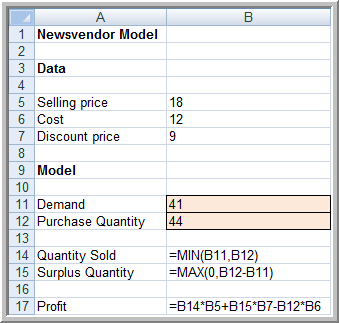 A B
1 Newsvendor Model
2
3 Data
4
5 Selling price 18
6 Cost 12
7 Discount price 9
8
9 Model
10
11 Demand 41
12 Purchase Quantity 44
13
14 Quantity Sold =MIN(B11,B12)
15 Surplus Quantity =MAX(0,B12-B11)
16
17 Profit =B14*B5+B15*B7-B12*B6